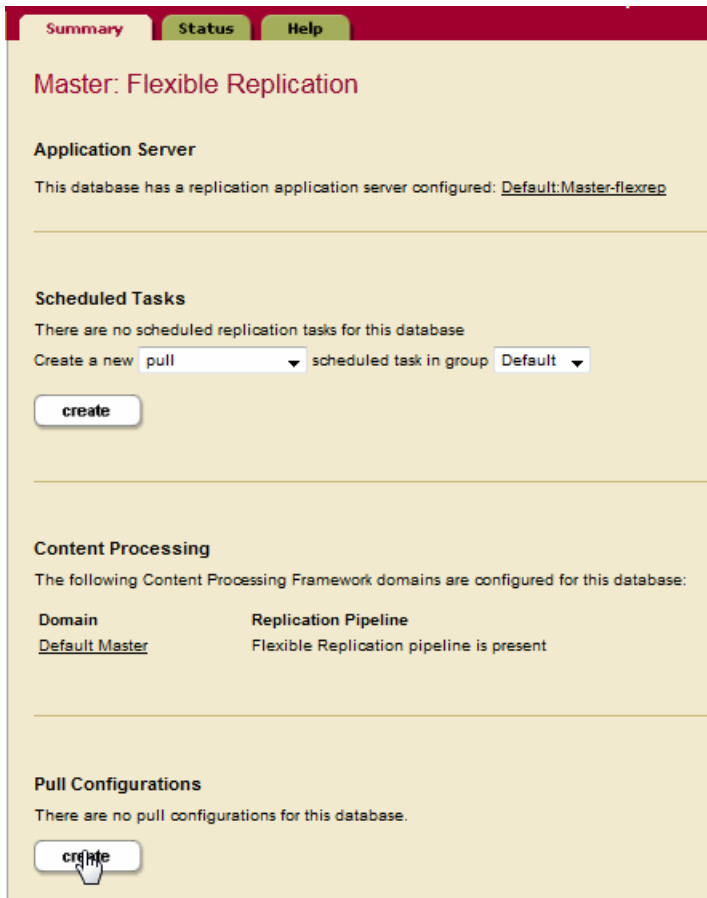 Summary Status Help
Master: Flexible Replication
Application Server
This database has a replication application server configured: Default:Master-flexrep
Scheduled Tasks
There are no scheduled replication tasks for this database
Create a new pull scheduled task in group Default
create
Content Processing
The following Content Processing Framework domains are configured for this database:
Domain Replication Pipeline
Default Master Flexible Replication pipeline is present
Pull Configurations
There are no pull configurations for this database.
create